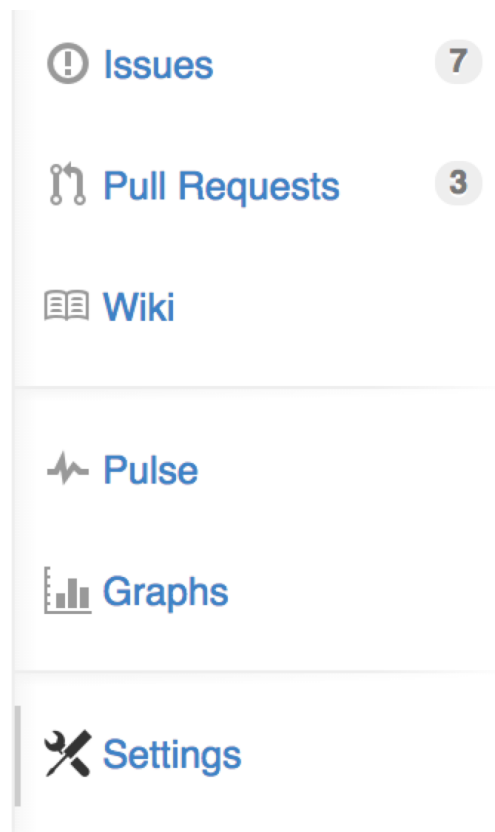 Issues 7
Pull Requests 3
Wiki
Pulse
Graphs
Settings